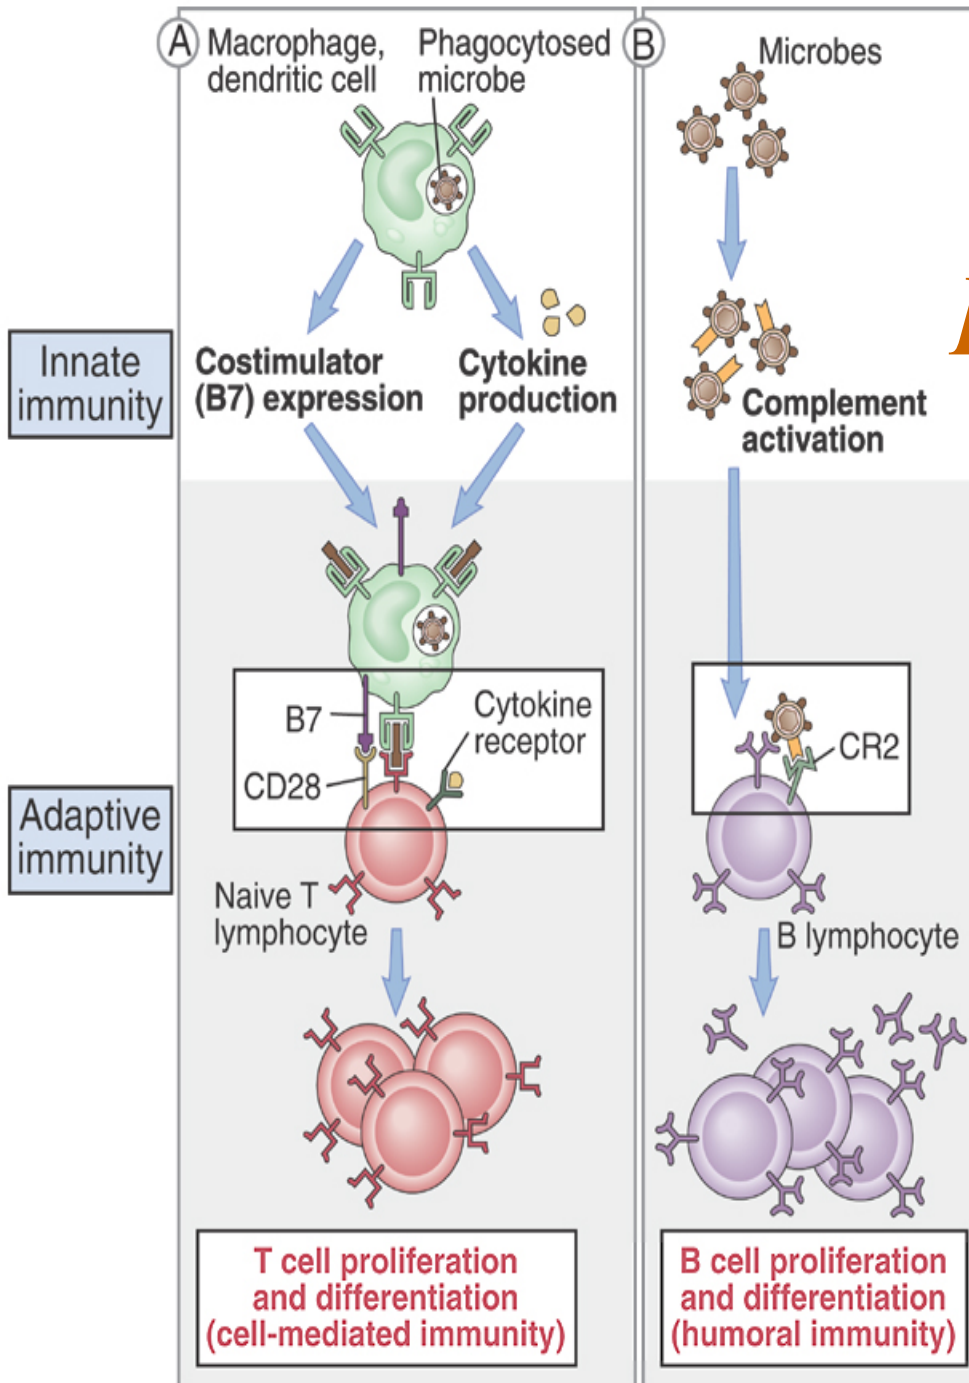 A
Macrophage,
dendritic cell
Phagocytosed
microbe
B
Microbes
Innate
immunity
Costimulator
(B7) expression
Cytokine
production
Complement
activation
B7
CD28
Cytokine
receptor
CR2
Adaptive
immunity
Naive T
lymphocyte
B lymphocyte
T cell proliferation
and differentiation
(cell-mediated immunity)
B cell proliferation
and differentiation
(humoral immunity)